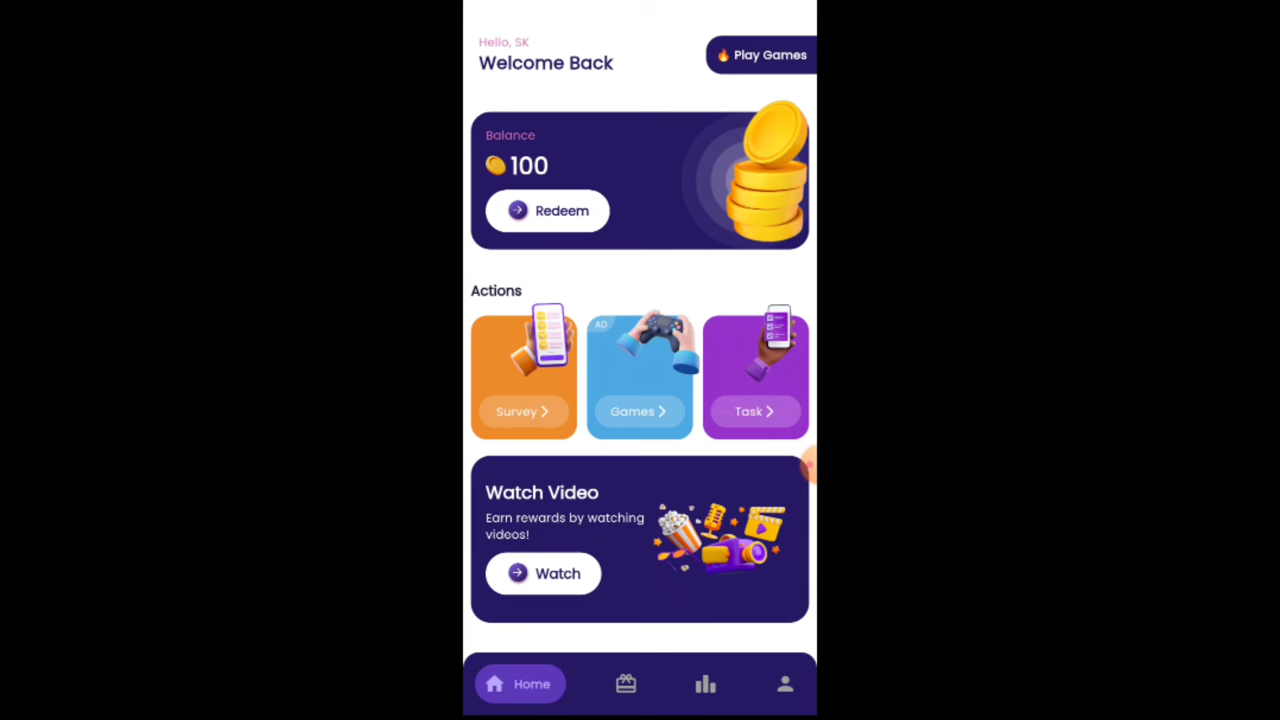 Hello, SK
Welcome Back
🔥 Play Games
Balance
100
Redeem
Actions
AD
Survey
Games
Task
Watch Video
Earn rewards by watching
videos!
Watch
Home